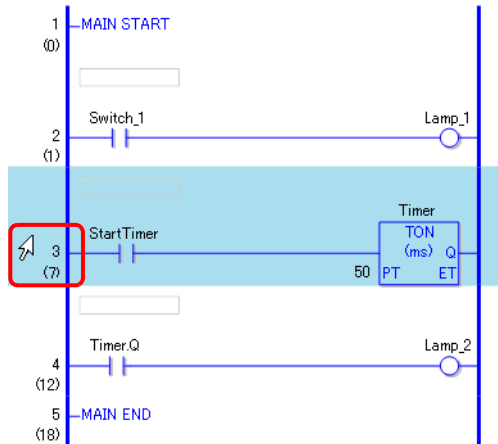 1 MAIN START
(0)
Switch_1 Lamp_1
2
(1)
Timer
StartTimer TON
3 (ms) Q
(7) 50 PT ET
Timer.Q Lamp_2
4
(12)
5 MAIN END
(18)